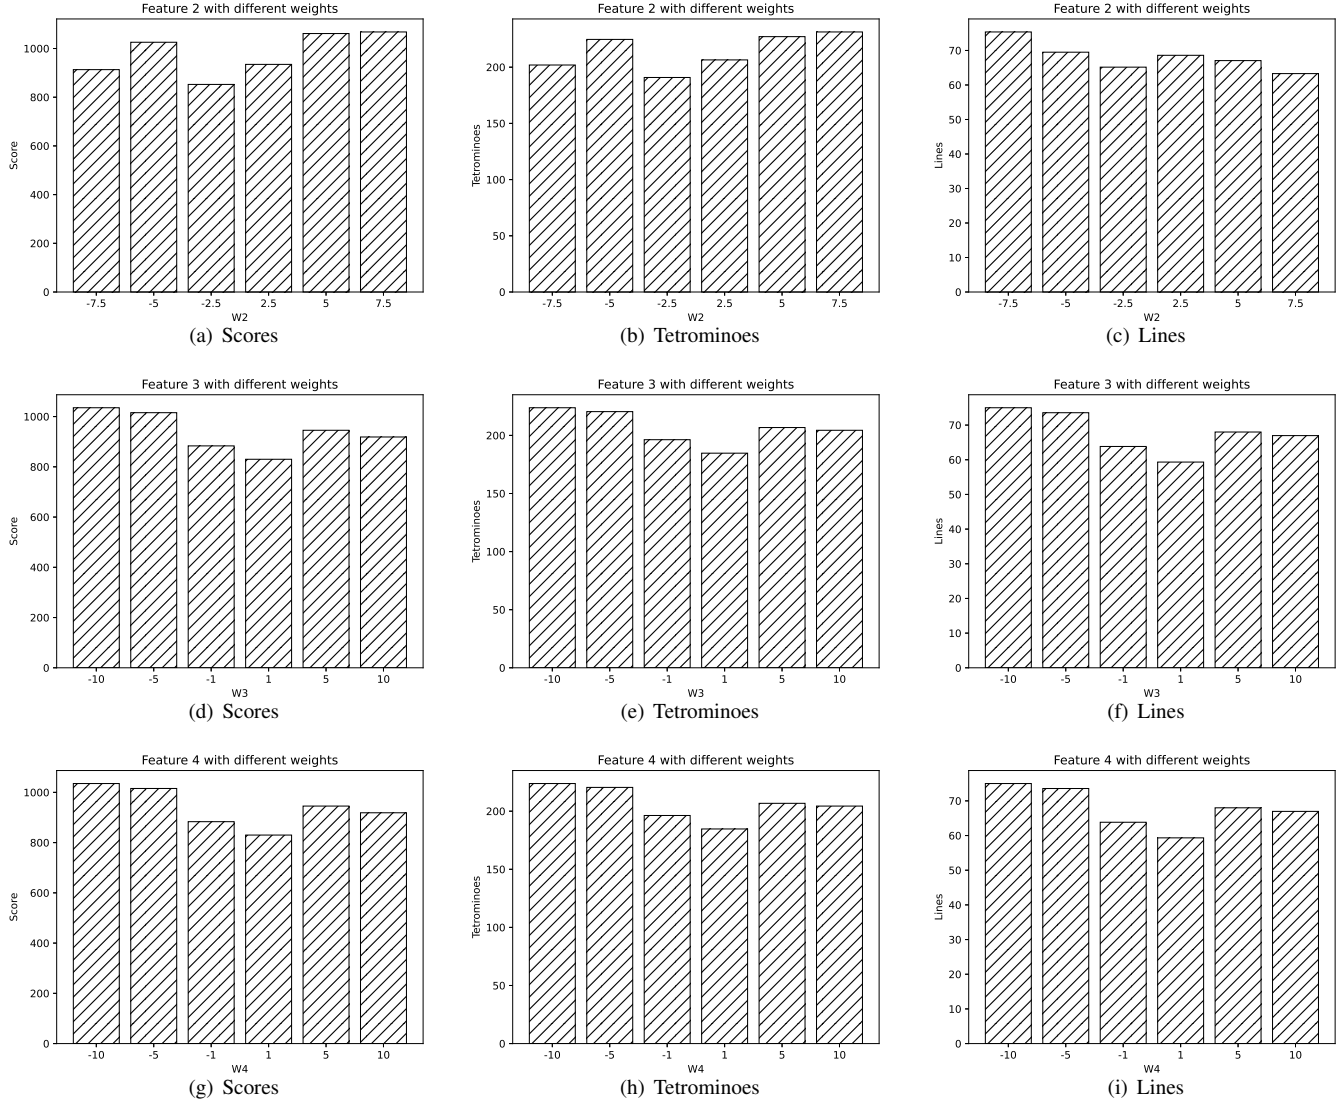 Feature 2 with different weights
1000
800
600
400
200
0
Score
-7.5 -5 -2.5 2.5 5 7.5
W2
(a) Scores
Feature 2 with different weights
200
150
100
50
0
Tetrominoes
-7.5 -5 -2.5 2.5 5 7.5
W2
(b) Tetrominoes
Feature 2 with different weights
70
60
50
40
30
20
10
0
Lines
-7.5 -5 -2.5 2.5 5 7.5
W2
(c) Lines
Feature 3 with different weights
1000
800
600
400
200
0
Score
-10 -5 -1 1 5 10
W3
(d) Scores
Feature 3 with different weights
200
150
100
50
0
Tetrominoes
-10 -5 -1 1 5 10
W3
(e) Tetrominoes
Feature 3 with different weights
70
60
50
40
30
20
10
0
Lines
-10 -5 -1 1 5 10
W3
(f) Lines
Feature 4 with different weights
1000
800
600
400
200
0
Score
-10 -5 -1 1 5 10
W4
(g) Scores
Feature 4 with different weights
200
150
100
50
0
Tetrominoes
-10 -5 -1 1 5 10
W4
(h) Tetrominoes
Feature 4 with different weights
70
60
50
40
30
20
10
0
Lines
-10 -5 -1 1 5 10
W4
(i) Lines